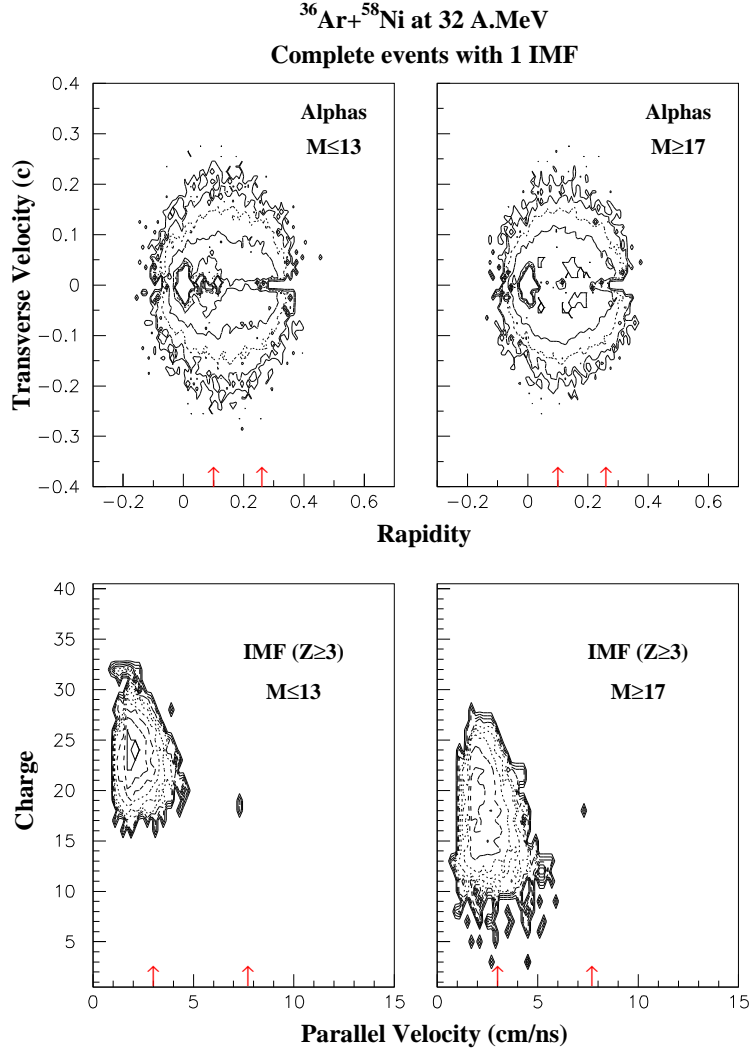 ³⁶Ar+⁵⁸Ni at 32 A.MeV
Complete events with 1 IMF
Transverse Velocity (c)
0.4
0.3
0.2
0.1
0
−0.1
−0.2
−0.3
−0.4
Alphas
M≤13
Alphas
M≥17
−0.2 0 0.2 0.4 0.6
−0.2 0 0.2 0.4 0.6
Rapidity
Charge
40
35
30
25
20
15
10
5
IMF (Z≥3)
M≤13
IMF (Z≥3)
M≥17
0 5 10 15
0 5 10 15
Parallel Velocity (cm/ns)